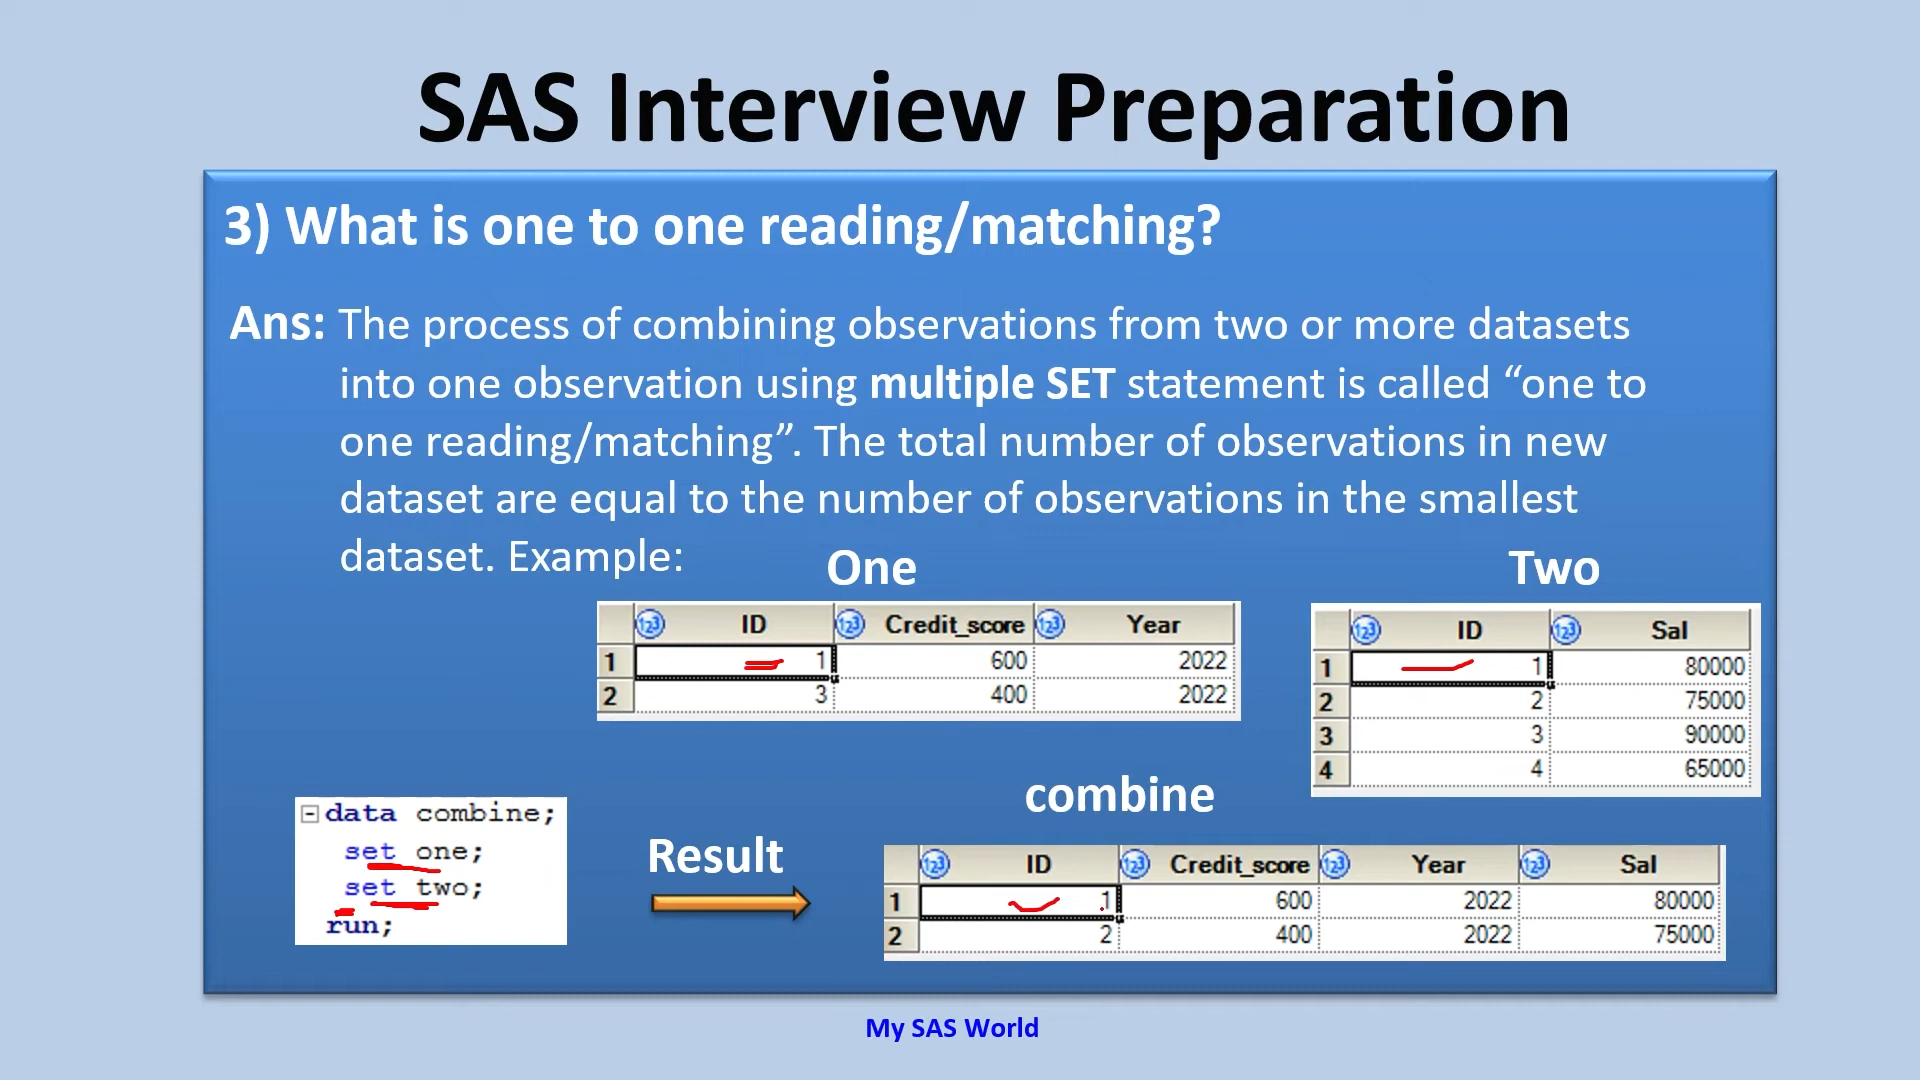 SAS Interview Preparation
3) What is one to one reading/matching?
Ans: The process of combining observations from two or more datasets
into one observation using multiple SET statement is called “one to
one reading/matching”. The total number of observations in new
dataset are equal to the number of observations in the smallest
dataset. Example:
One
ID Credit_score Year
1 1 600 2022
2 3 400 2022
Two
ID Sal
1 1 80000
2 2 75000
3 3 90000
4 4 65000
data combine;
set one;
set two;
run;
Result
combine
ID Credit_score Year Sal
1 1 600 2022 80000
2 2 400 2022 75000
My SAS World